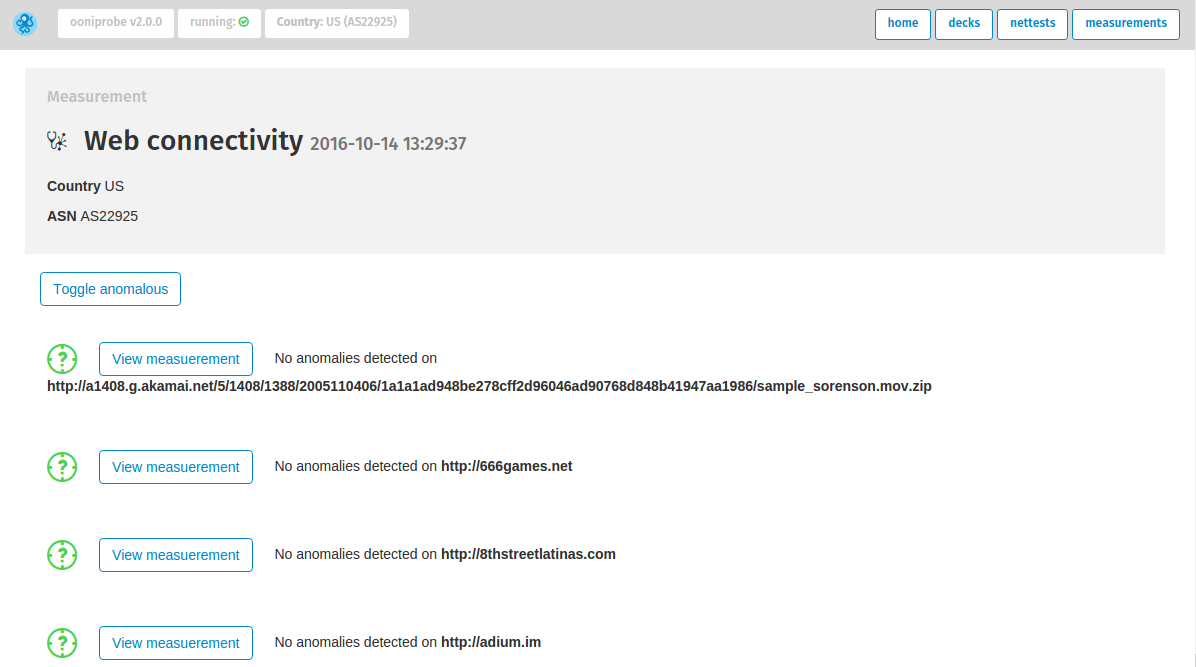 ooniprobe v2.0.0 running: Country: US (AS22925) home decks nettests measurements
Measurement
Web connectivity 2016-10-14 13:29:37
Country US
ASN AS22925
Toggle anomalous
View measuerement No anomalies detected on
http://a1408.g.akamai.net/5/1408/1388/2005110406/1a1a1ad948be278cff2d96046ad90768d848b41947aa1986/sample_sorenson.mov.zip
View measuerement No anomalies detected on http://666games.net
View measuerement No anomalies detected on http://8thstreetlatinas.com
View measuerement No anomalies detected on http://adium.im